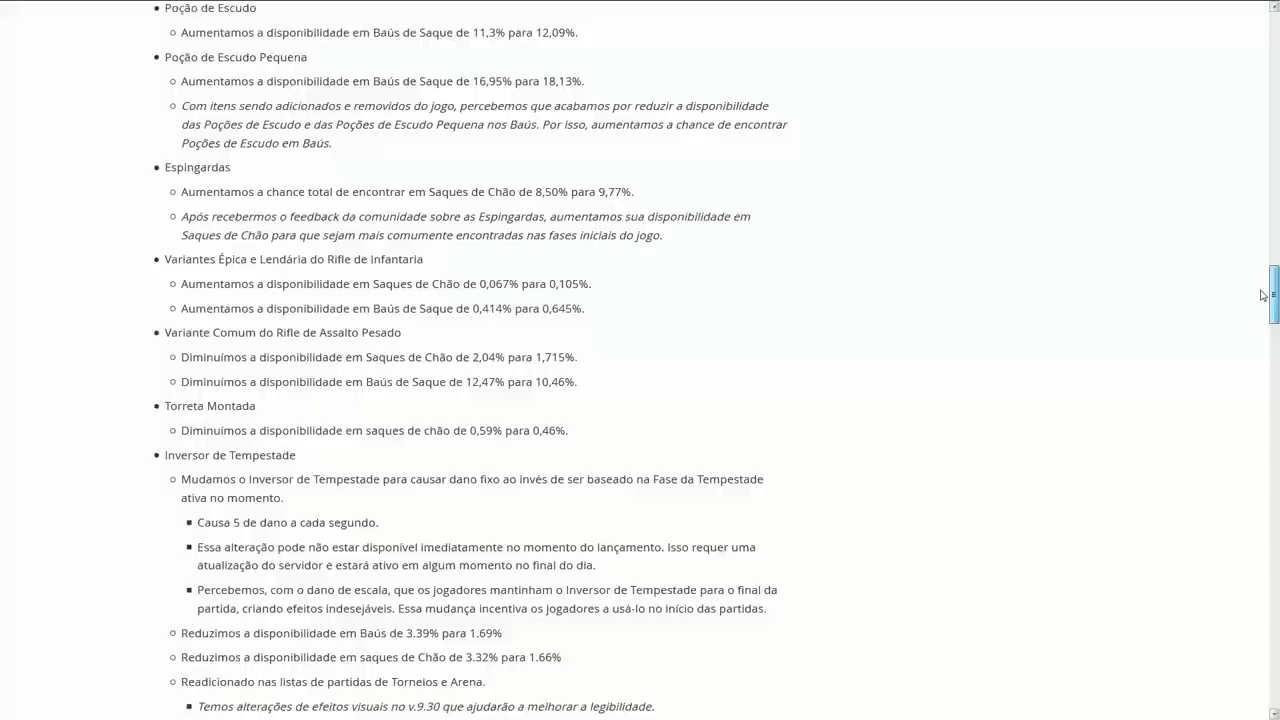 Poção de Escudo
Aumentamos a disponibilidade em Baús de Saque de 11,3% para 12,09%.
Poção de Escudo Pequena
Aumentamos a disponibilidade em Baús de Saque de 16,95% para 18,13%.
Com itens sendo adicionados e removidos do jogo, percebemos que acabamos por reduzir a disponibilidade
das Poções de Escudo e das Poções de Escudo Pequena nos Baús. Por isso, aumentamos a chance de encontrar
Poções de Escudo em Baús.
Espingardas
Aumentamos a chance total de encontrar em Saques de Chão de 8,50% para 9,77%.
Após recebermos o feedback da comunidade sobre as Espingardas, aumentamos sua disponibilidade em
Saques de Chão para que sejam mais comumente encontradas nas fases iniciais do jogo.
Variantes Épica e Lendária do Rifle de Infantaria
Aumentamos a disponibilidade em Saques de Chão de 0,067% para 0,105%.
Aumentamos a disponibilidade em Baús de Saque de 0,414% para 0,645%.
Variante Comum do Rifle de Assalto Pesado
Diminuímos a disponibilidade em Saques de Chão de 2,04% para 1,715%.
Diminuímos a disponibilidade em Baús de Saque de 12,47% para 10,46%.
Torreta Montada
Diminuímos a disponibilidade em saques de chão de 0,59% para 0,46%.
Inversor de Tempestade
Mudamos o Inversor de Tempestade para causar dano fixo ao invés de ser baseado na Fase da Tempestade
ativa no momento.
Causa 5 de dano a cada segundo.
Essa alteração pode não estar disponível imediatamente no momento do lançamento. Isso requer uma
atualização do servidor e estará ativo em algum momento no final do dia.
Percebemos, com o dano de escala, que os jogadores mantinham o Inversor de Tempestade para o final da
partida, criando efeitos indesejáveis. Essa mudança incentiva os jogadores a usá-lo no início das partidas.
Reduzimos a disponibilidade em Baús de 3.39% para 1.69%
Reduzimos a disponibilidade em saques de Chão de 3.32% para 1.66%
Readicionado nas listas de partidas de Torneios e Arena.
Temos alterações de efeitos visuais no v.9.30 que ajudarão a melhorar a legibilidade.